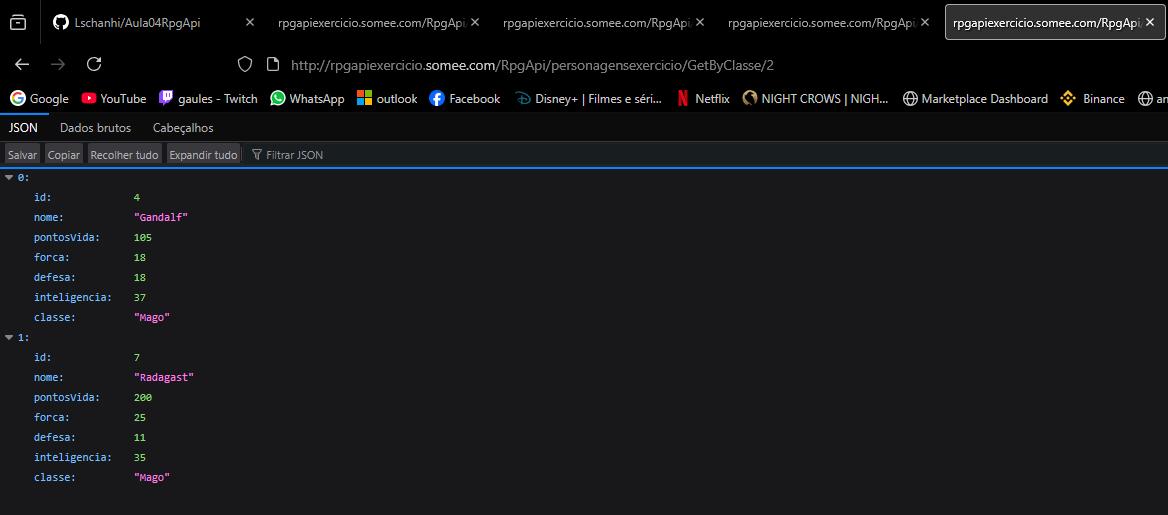 Lschanhi/Aula04RpgApi
rpgapiexercicio.somee.com/RpgApi/
rpgapiexercicio.somee.com/RpgApi/
rpgapiexercicio.somee.com/RpgApi/
rpgapiexercicio.somee.com/RpgApi/
http://rpgapiexercicio.somee.com/RpgApi/personagensexercicio/GetByClasse/2
Google YouTube gaules - Twitch WhatsApp outlook Facebook Disney+ | Filmes e séri... Netflix NIGHT CROWS | NIGH... Marketplace Dashboard Binance an
JSON Dados brutos Cabeçalhos
Salvar Copiar Recolher tudo Expandir tudo Filtrar JSON
0:
id: 4
nome: "Gandalf"
pontosVida: 105
forca: 18
defesa: 18
inteligencia: 37
classe: "Mago"
1:
id: 7
nome: "Radagast"
pontosVida: 200
forca: 25
defesa: 11
inteligencia: 35
classe: "Mago"